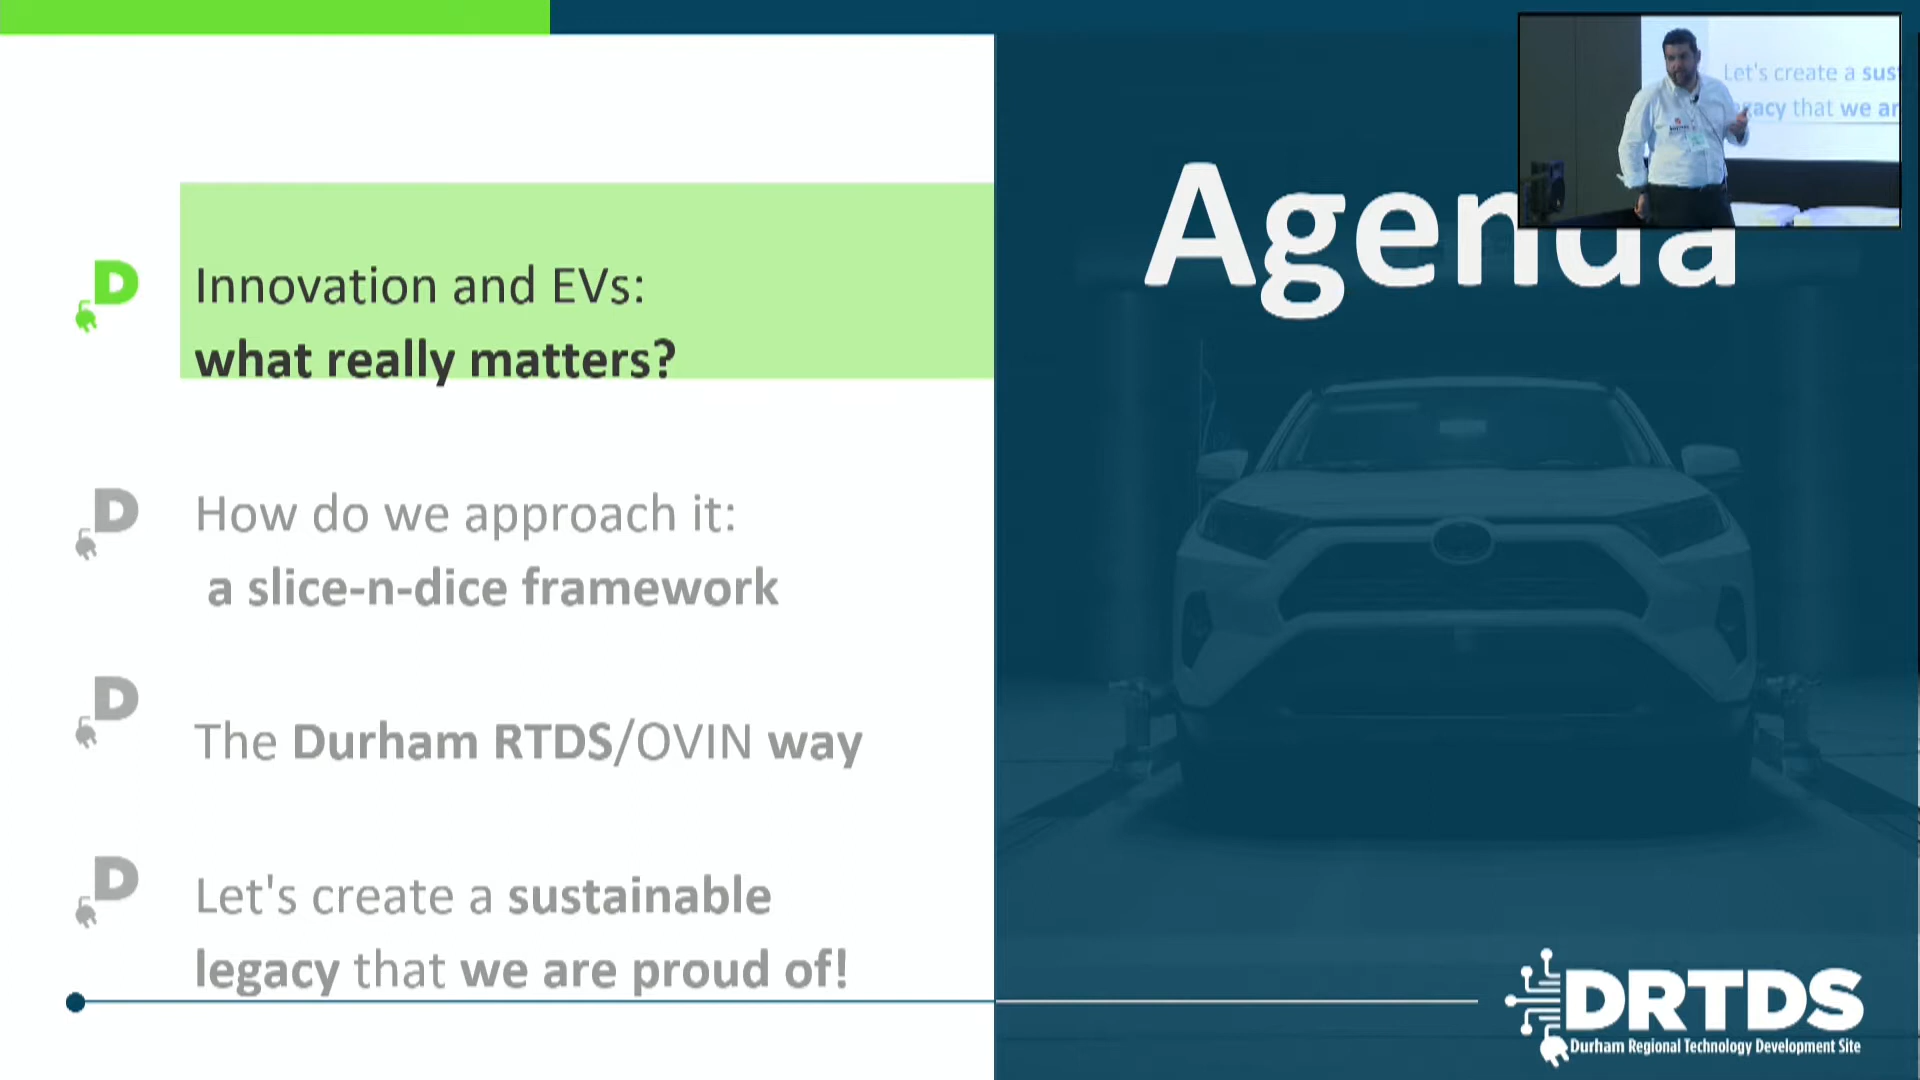 Agenda
Innovation and EVs:
what really matters?
How do we approach it:
a slice-n-dice framework
The Durham RTDS/OVIN way
Let's create a sustainable
legacy that we are proud of!
Let's create a sus
gacy that we ar
DRTDS
Durham Regional Technology Development Site